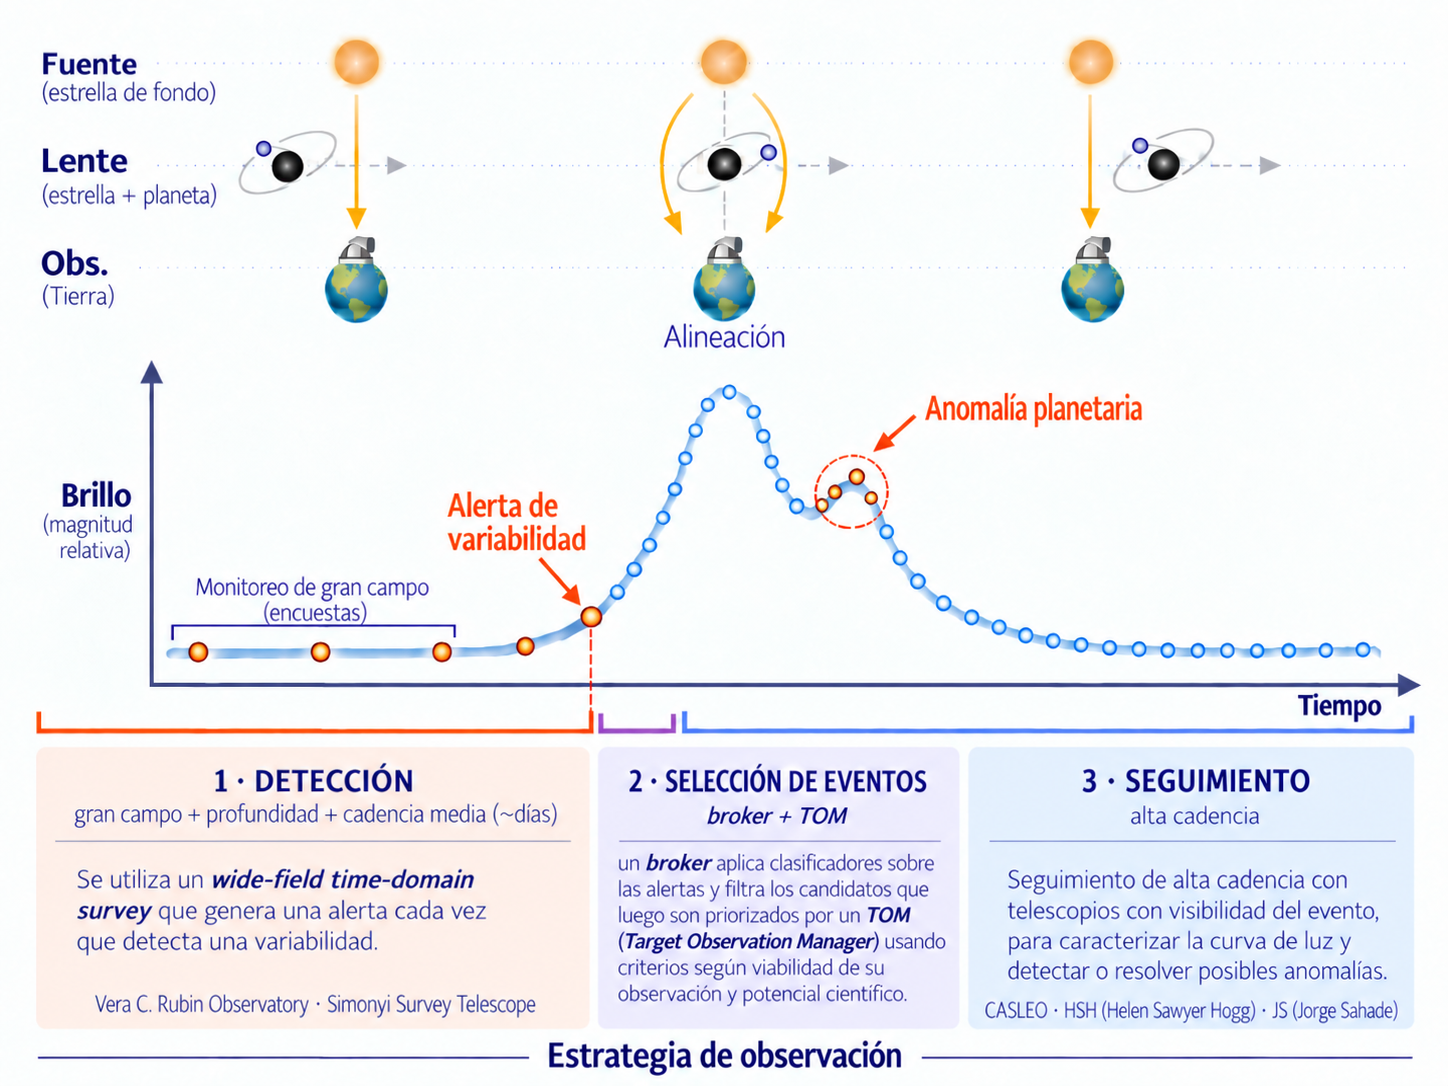 Fuente
(estrella de fondo)
Lente
(estrella + planeta)
Obs.
(Tierra)
Alineación
Anomalía planetaria
Brillo
(magnitud
relativa)
Alerta de
variabilidad
Monitoreo de gran campo
(encuestas)
Tiempo
1 · DETECCIÓN
gran campo + profundidad + cadencia media (~días)
Se utiliza un wide-field time-domain
survey que genera una alerta cada vez
que detecta una variabilidad.
Vera C. Rubin Observatory · Simonyi Survey Telescope
2 · SELECCIÓN DE EVENTOS
broker + TOM
un broker aplica clasificadores sobre
las alertas y filtra los candidatos que
luego son priorizados por un TOM
(Target Observation Manager) usando
criterios según viabilidad de su
observación y potencial científico.
3 · SEGUIMIENTO
alta cadencia
Seguimiento de alta cadencia con
telescopios con visibilidad del evento,
para caracterizar la curva de luz y
detectar o resolver posibles anomalías.
CASLEO · HSH (Helen Sawyer Hogg) · JS (Jorge Sahade)
Estrategia de observación